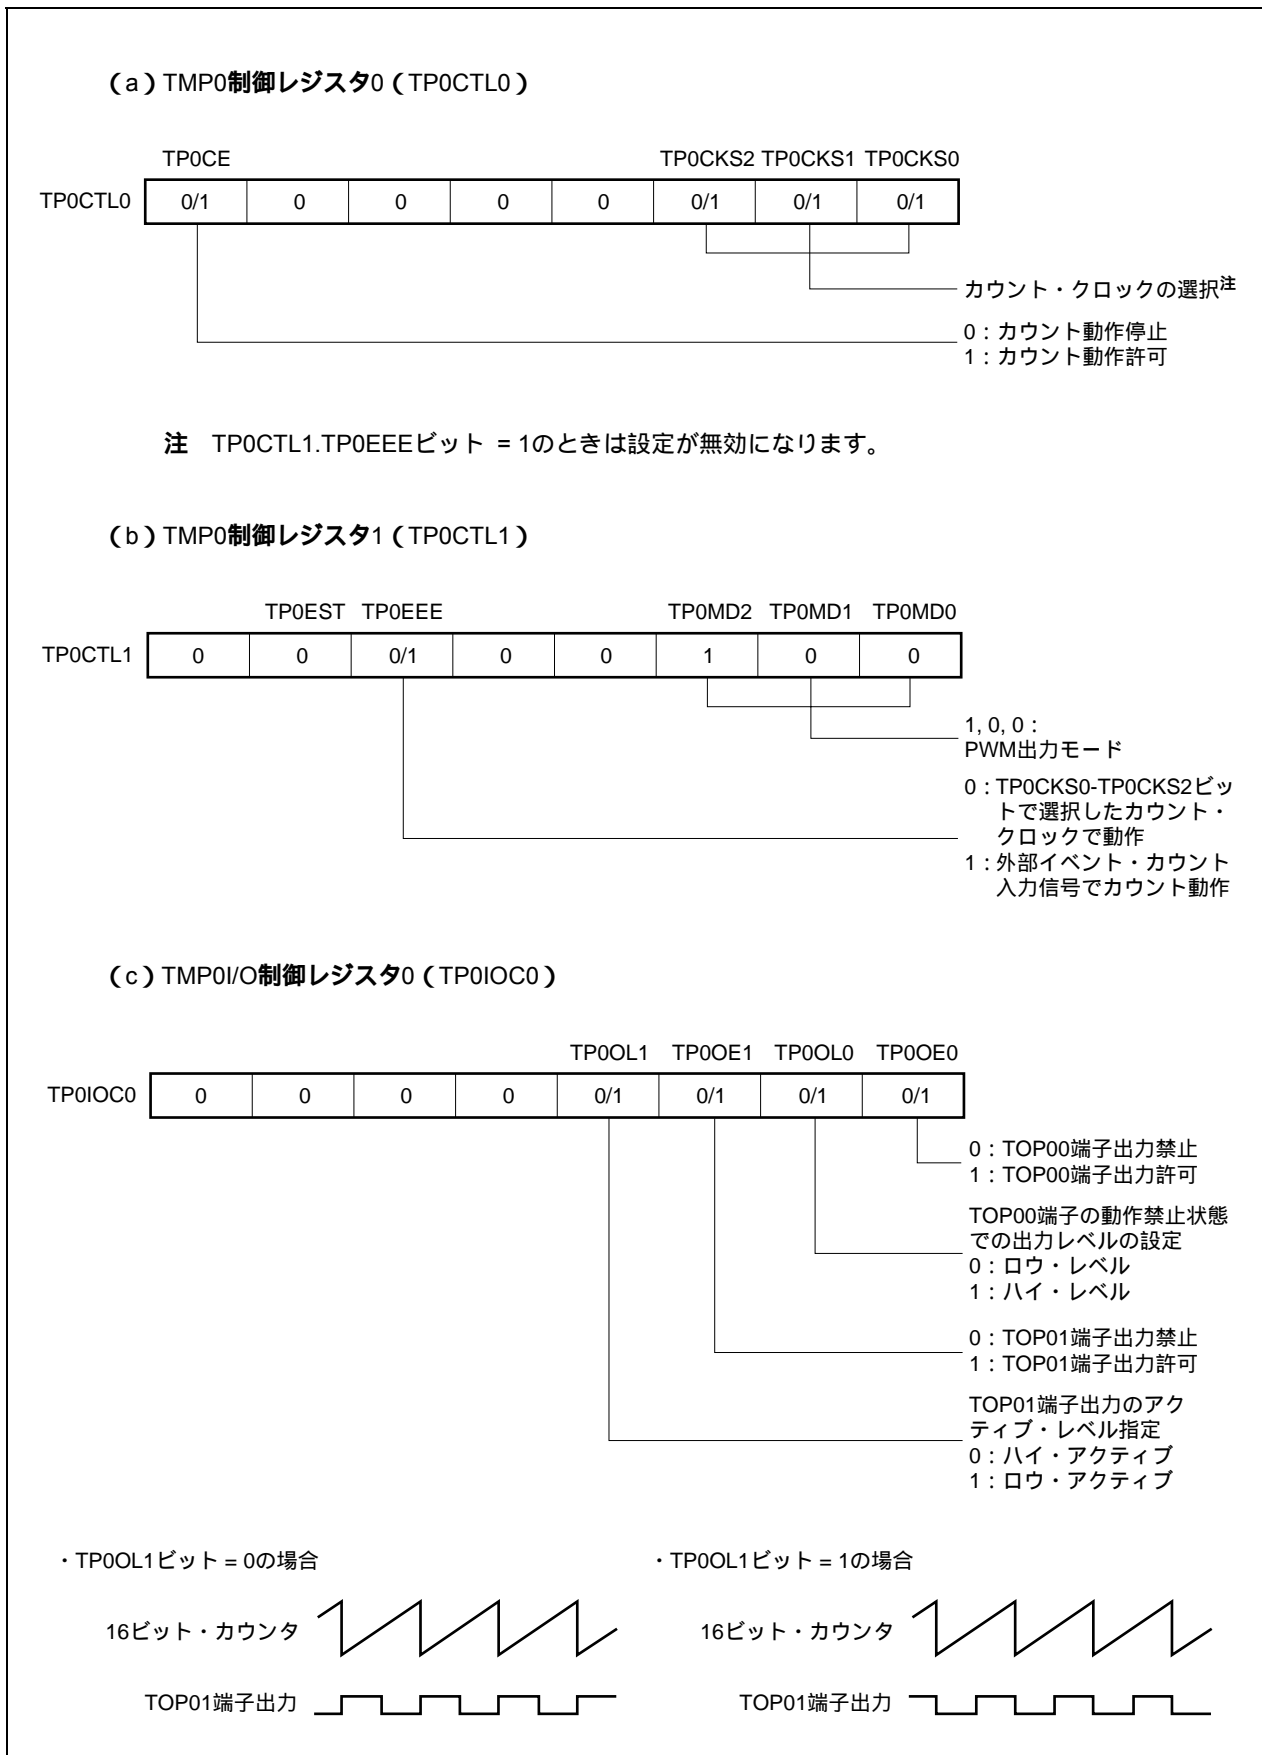 （a）TMP0制御レジスタ0（TP0CTL0）
TP0CE TP0CKS2 TP0CKS1 TP0CKS0
TP0CTL0 0/1 0 0 0 0 0/1 0/1 0/1
カウント・クロックの選択注
0：カウント動作停止
1：カウント動作許可
注 TP0CTL1.TP0EEEビット = 1のときは設定が無効になります。
（b）TMP0制御レジスタ1（TP0CTL1）
TP0EST TP0EEE TP0MD2 TP0MD1 TP0MD0
TP0CTL1 0 0 0/1 0 0 1 0 0
1, 0, 0：
PWM出力モード
0：TP0CKS0-TP0CKS2ビッ
トで選択したカウント・
クロックで動作
1：外部イベント・カウント
入力信号でカウント動作
（c）TMP0I/O制御レジスタ0（TP0IOC0）
TP0OL1 TP0OE1 TP0OL0 TP0OE0
TP0IOC0 0 0 0 0 0/1 0/1 0/1 0/1
0：TOP00端子出力禁止
1：TOP00端子出力許可
TOP00端子の動作禁止状態
での出力レベルの設定
0：ロウ・レベル
1：ハイ・レベル
0：TOP01端子出力禁止
1：TOP01端子出力許可
TOP01端子出力のアク
ティブ・レベル指定
0：ハイ・アクティブ
1：ロウ・アクティブ
・TP0OL1ビット = 0の場合
16ビット・カウンタ
TOP01端子出力
・TP0OL1ビット = 1の場合
16ビット・カウンタ
TOP01端子出力